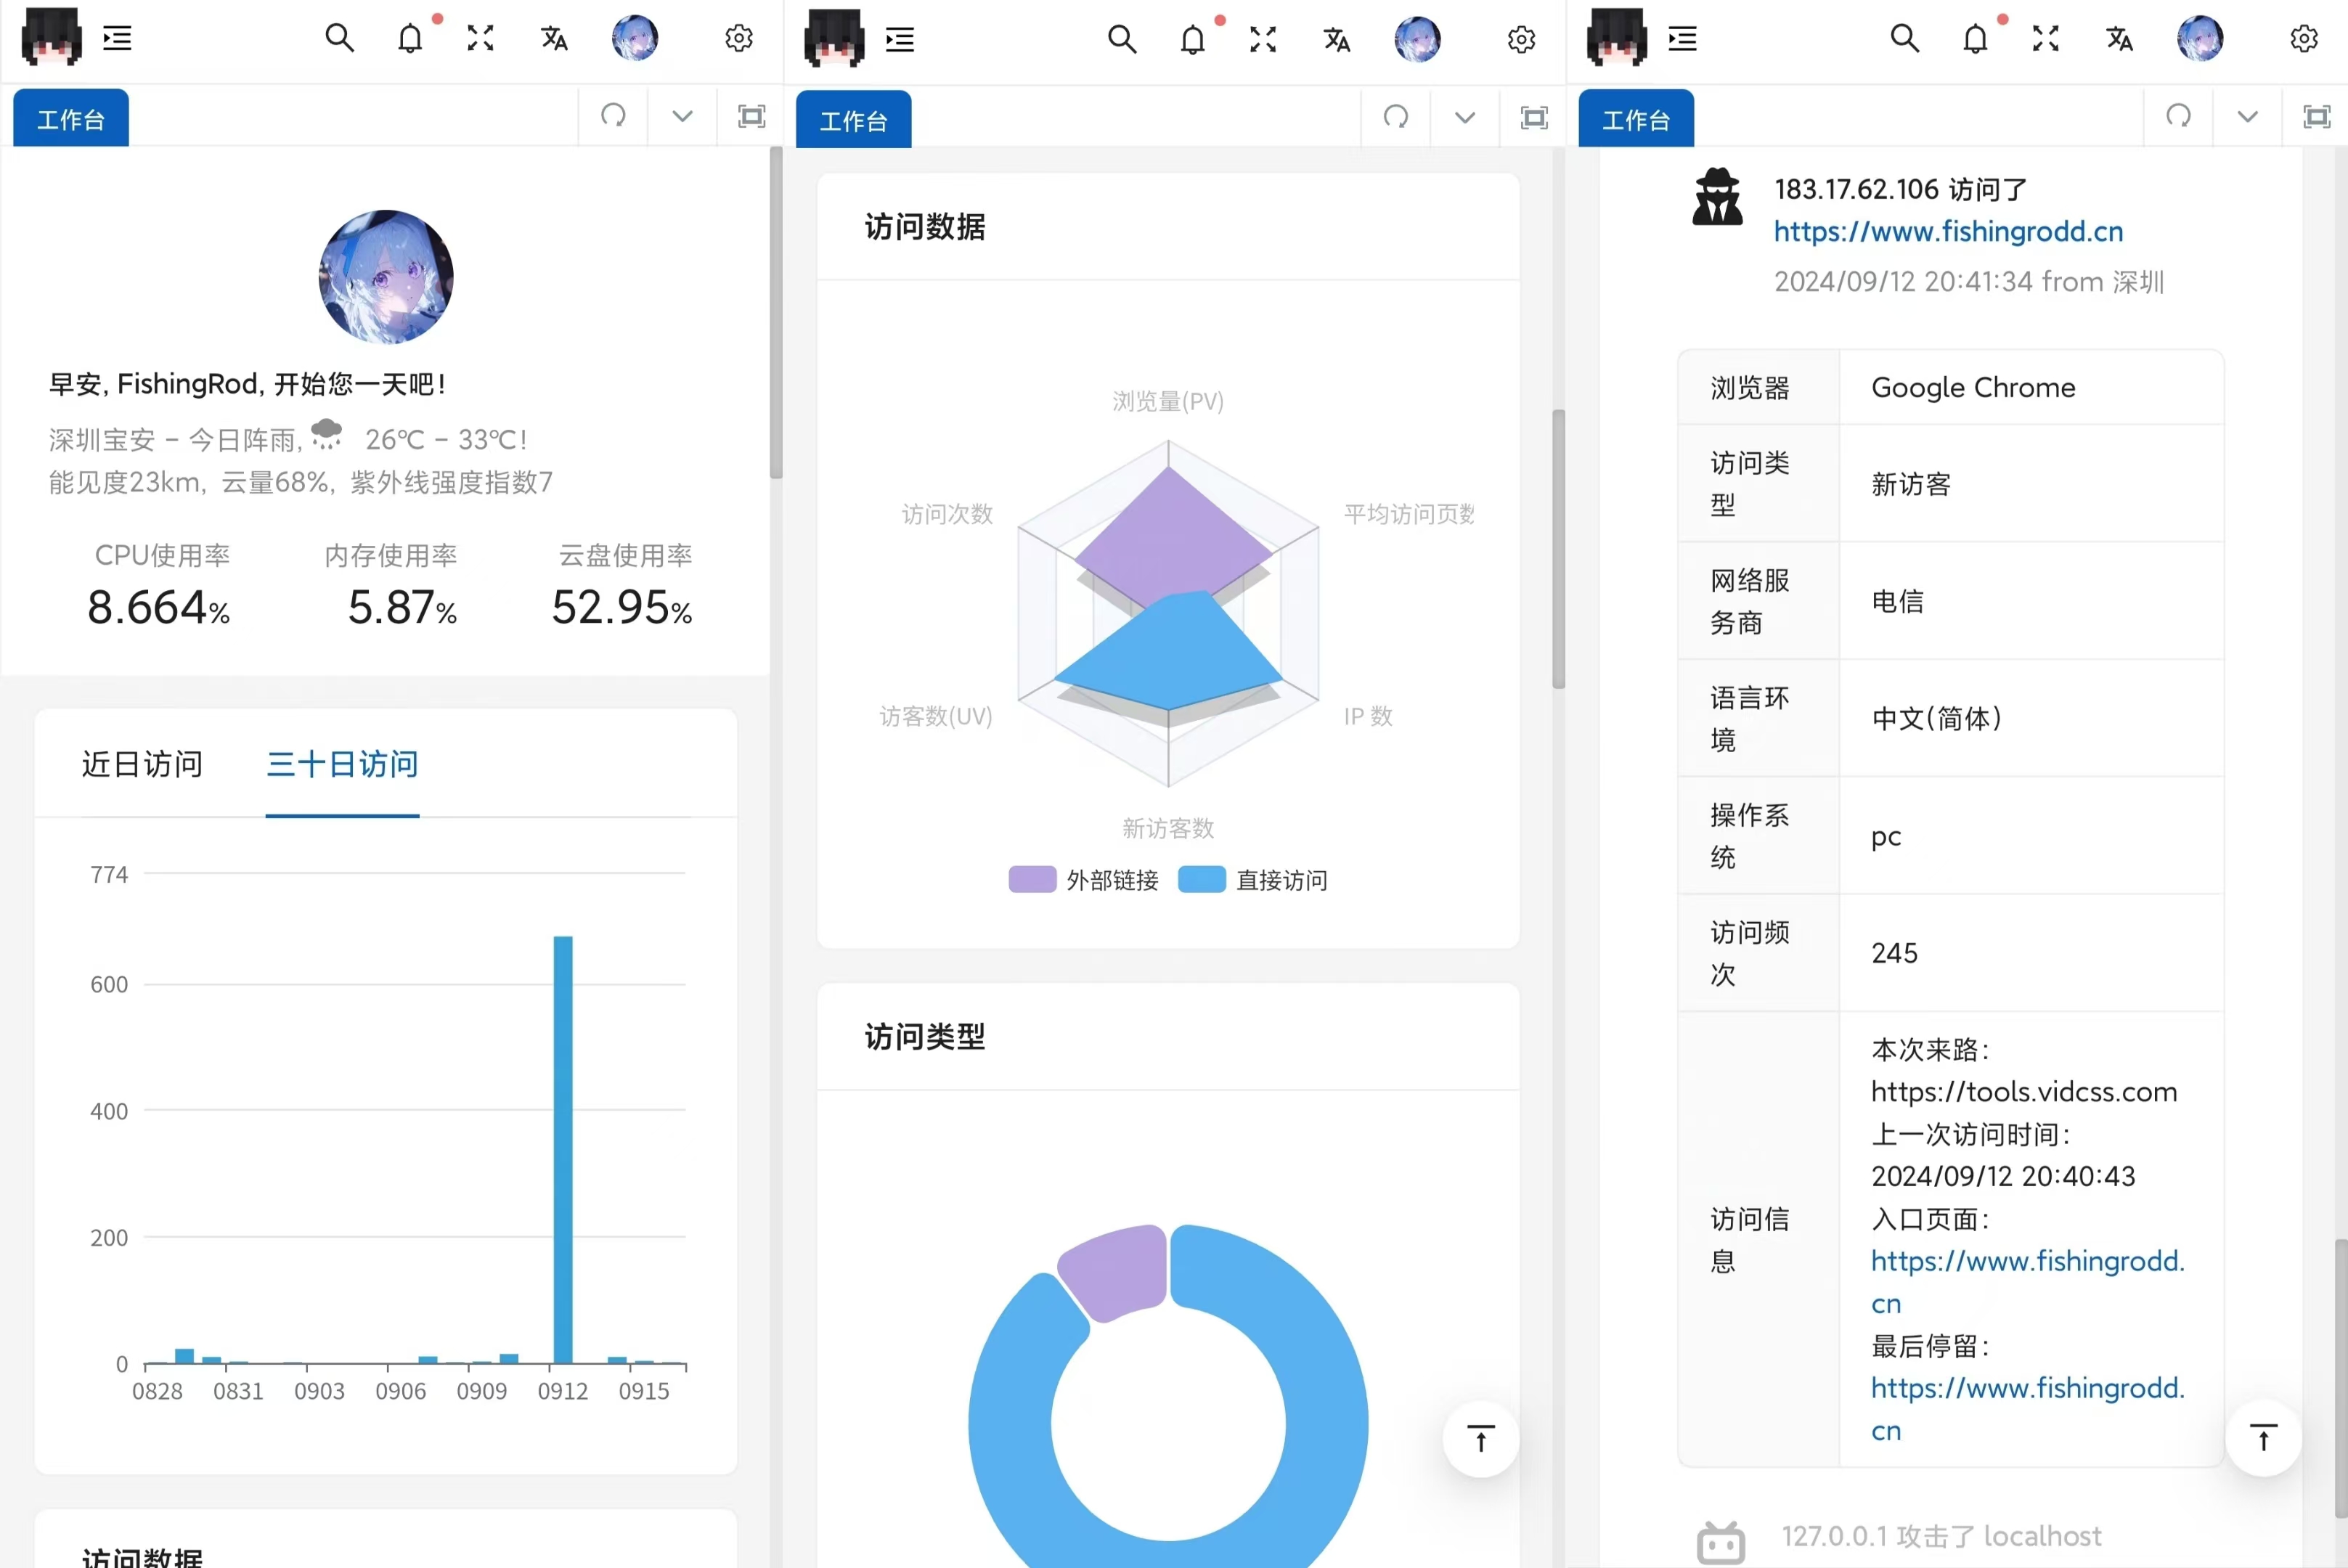 工作台
早安, FishingRod, 开始您一天吧!
深圳宝安 - 今日阵雨, 26℃ - 33℃!
能见度23km, 云量68%, 紫外线强度指数7
CPU使用率 内存使用率 云盘使用率
8.664% 5.87% 52.95%
近日访问 三十日访问
774
600
400
200
0
0828 0831 0903 0906 0909 0912 0915
访问数据
工作台
访问数据
浏览量(PV)
访问次数 平均访问页数
访客数(UV) IP 数
新访客数
外部链接 直接访问
访问类型
工作台
183.17.62.106 访问了
https://www.fishingrodd.cn
2024/09/12 20:41:34 from 深圳
浏览器 Google Chrome
访问类
型
新访客
网络服
务商
电信
语言环
境
中文(简体)
操作系
统
pc
访问频
次
245
访问信
息
本次来路:
https://tools.vidcss.com
上一次访问时间:
2024/09/12 20:40:43
入口页面:
https://www.fishingrodd.
cn
最后停留:
https://www.fishingrodd.
cn
127.0.0.1 攻击了 localhost